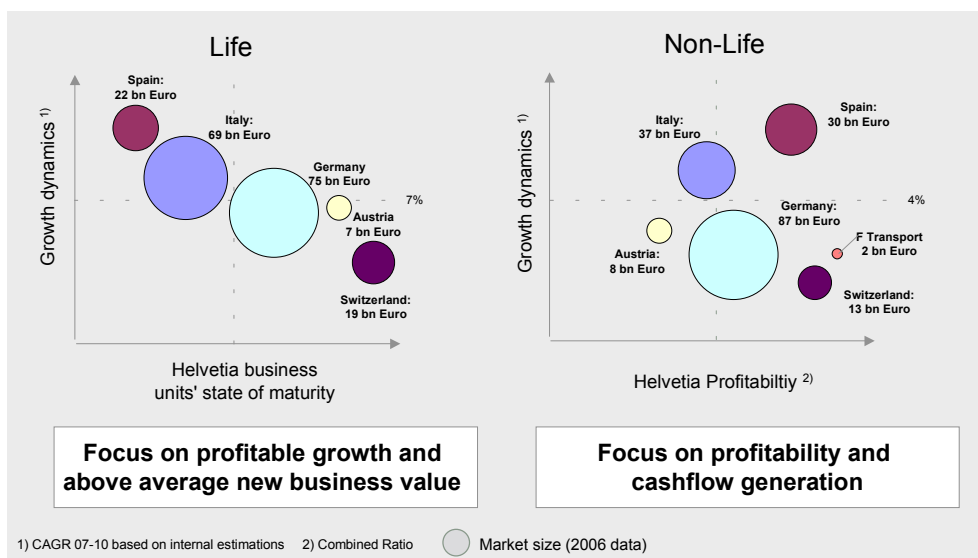 Life
Spain:
22 bn Euro
Italy:
69 bn Euro
Germany
75 bn Euro
7%
Austria
7 bn Euro
Switzerland:
19 bn Euro
Growth dynamics 1)
Helvetia business
units' state of maturity
Focus on profitable growth and
above average new business value
Non-Life
Spain:
30 bn Euro
Italy:
37 bn Euro
4%
Germany:
87 bn Euro
F Transport
2 bn Euro
Austria:
8 bn Euro
Switzerland:
13 bn Euro
Growth dynamics 1)
Helvetia Profitabiltiy 2)
Focus on profitability and
cashflow generation
1) CAGR 07-10 based on internal estimations 2) Combined Ratio
Market size (2006 data)